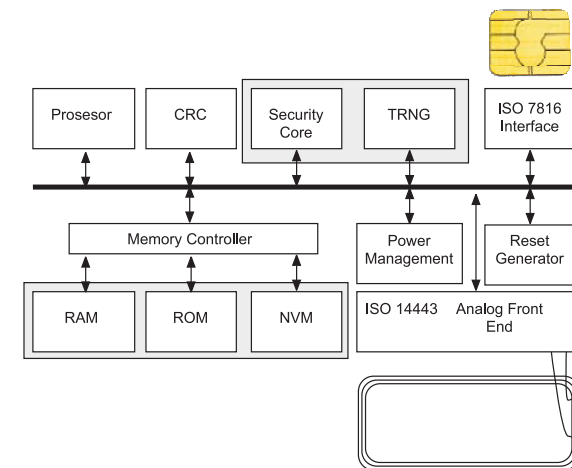 Prosesor
CRC
Security
Core
TRNG
ISO 7816
Interface
Memory Controller
Power
Management
Reset
Generator
RAM
ROM
NVM
ISO 14443 Analog Front
End